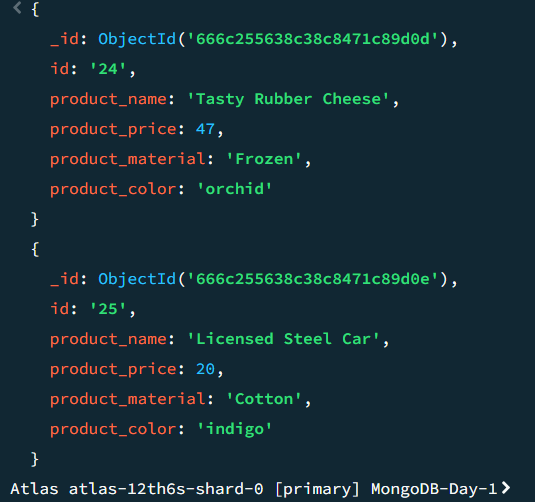 {
_id: ObjectId('666c255638c38c8471c89d0d'),
id: '24',
product_name: 'Tasty Rubber Cheese',
product_price: 47,
product_material: 'Frozen',
product_color: 'orchid'
}
{
_id: ObjectId('666c255638c38c8471c89d0e'),
id: '25',
product_name: 'Licensed Steel Car',
product_price: 20,
product_material: 'Cotton',
product_color: 'indigo'
}
Atlas atlas-12th6s-shard-0 [primary] MongoDB-Day-1>